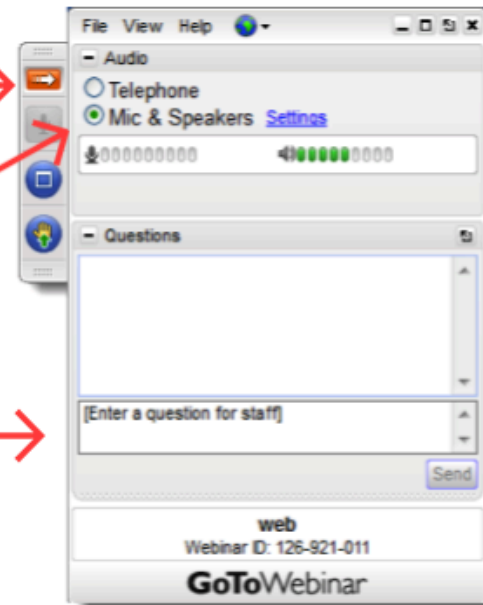 File View Help
Audio
Telephone
Mic & Speakers Settings
Questions
[Enter a question for staff]
Send
web
Webinar ID: 126-921-011
GoToWebinar